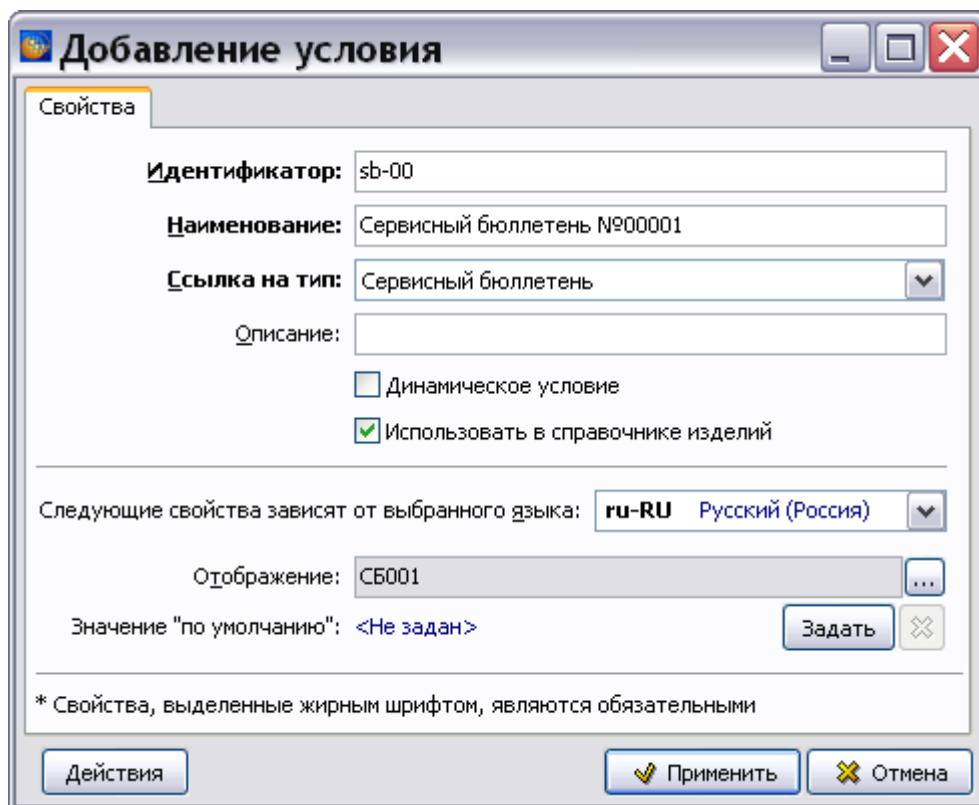 Добавление условия
Свойства
Идентификатор: sb-00
Наименование: Сервисный бюллетень №00001
Ссылка на тип: Сервисный бюллетень
Описание:
Динамическое условие
Использовать в справочнике изделий
Следующие свойства зависят от выбранного языка: ru-RU Русский (Россия)
Отображение: СБ001 ...
Значение "по умолчанию": <Не задан> Задать
* Свойства, выделенные жирным шрифтом, являются обязательными
Действия Применить Отмена